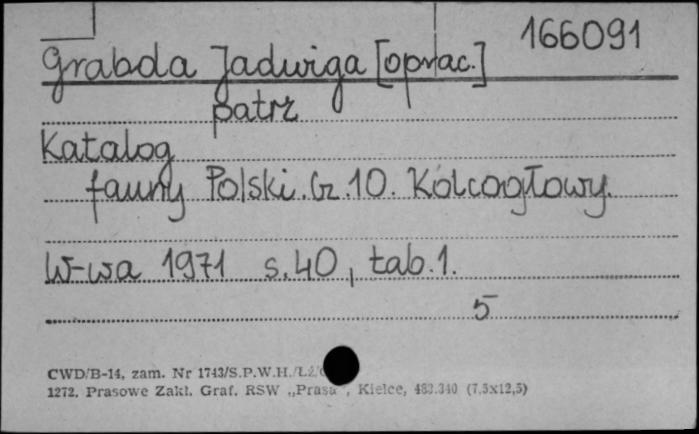 166091
Grabda Jadwiga [oprac.]
patrz
Katalog
fauny Polski. Cz. 10. Kolcogłowy.
W-wa 1971 s. 40, tab. 1.
5
CWD/B-14, zam. Nr 1743/S.P.W.H.
1272. Prasowe Zakł. Graf. RSW „Prasa", Kielce, 483.340 (7,5x12,5)